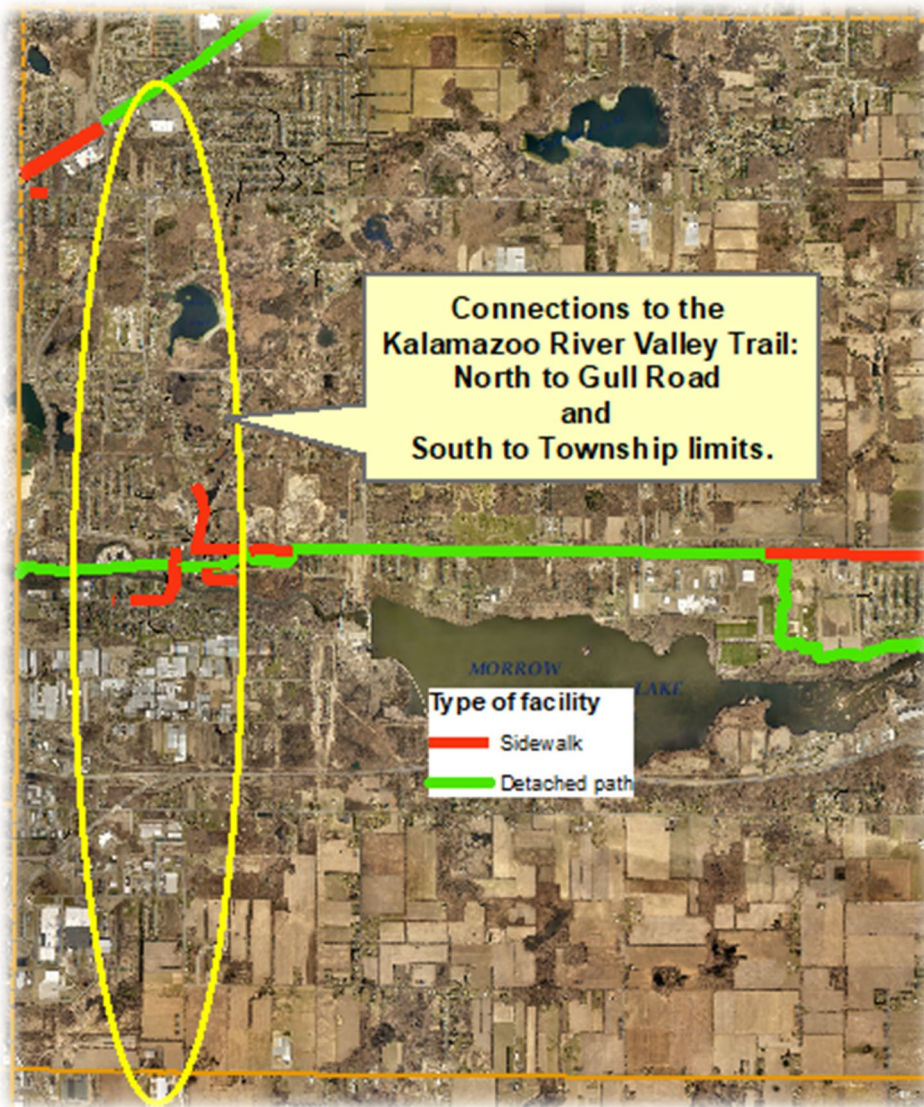 Connections to the
Kalamazoo River Valley Trail:
North to Gull Road
and
South to Township limits.
MORROW
LAKE
Type of facility
Sidewalk
Detached path